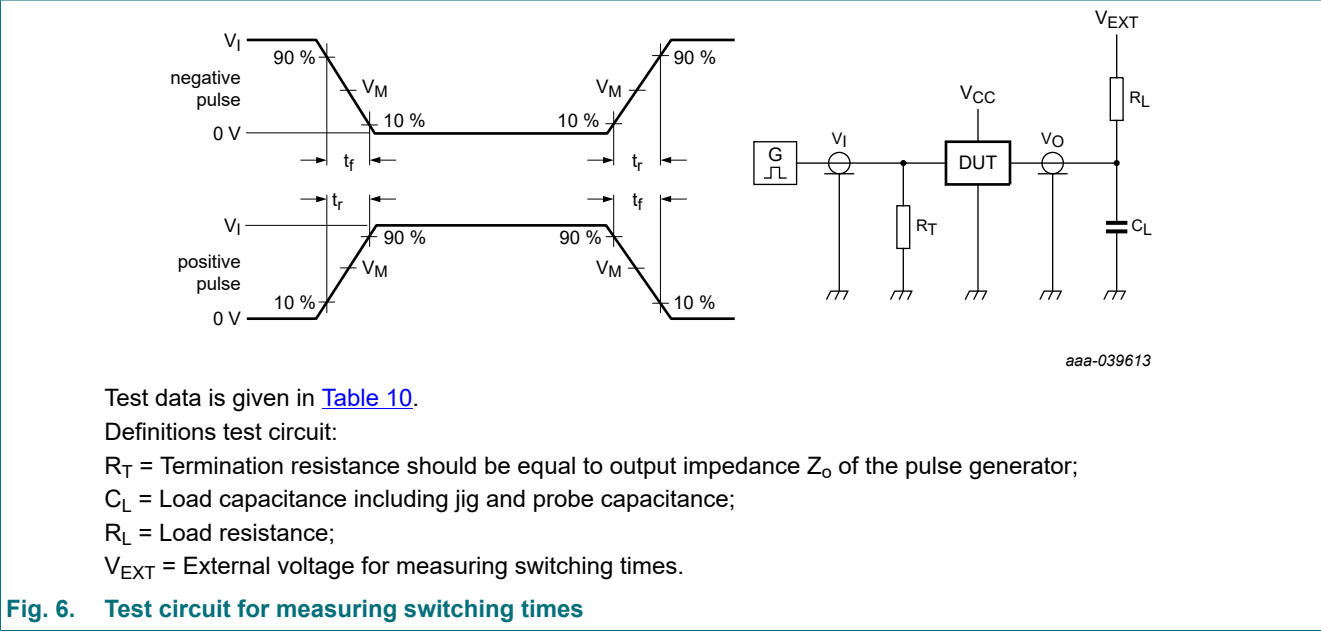 V_I
90 %
90 %
negative
pulse
V_M
V_M
10 %
10 %
0 V
t_f
t_r
t_r
t_f
V_I
90 %
90 %
positive
pulse
V_M
V_M
10 %
10 %
0 V
V_EXT
R_L
V_CC
V_I
V_O
G
DUT
R_T
C_L
aaa-039613
Test data is given in Table 10.
Definitions test circuit:
R_T = Termination resistance should be equal to output impedance Z_o of the pulse generator;
C_L = Load capacitance including jig and probe capacitance;
R_L = Load resistance;
V_EXT = External voltage for measuring switching times.
Fig. 6. Test circuit for measuring switching times